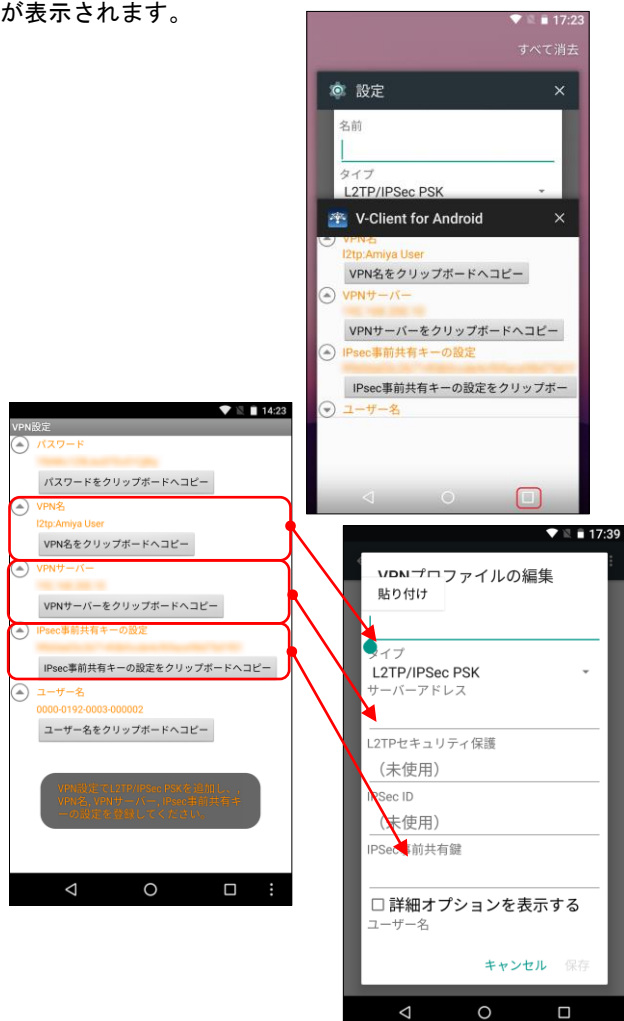 が表示されます。
17:23
すべて消去
設定
名前
タイプ
L2TP/IPSec PSK
V-Client for Android
VPN名
l2tp:Amiya User
VPN名をクリップボードへコピー
VPNサーバー
VPNサーバーをクリップボードへコピー
IPsec事前共有キーの設定
IPsec事前共有キーの設定をクリップボー
ユーザー名
14:23
VPN設定
パスワード
パスワードをクリップボードへコピー
VPN名
l2tp:Amiya User
VPN名をクリップボードへコピー
VPNサーバー
VPNサーバーをクリップボードへコピー
IPsec事前共有キーの設定
IPsec事前共有キーの設定をクリップボードへコピー
ユーザー名
0000-0192-0003-000002
ユーザー名をクリップボードへコピー
VPN設定でL2TP/IPSec PSKを追加し、,
VPN名, VPNサーバー, IPsec事前共有キ
ーの設定を登録してください。
17:39
VPNプロファイルの編集
貼り付け
タイプ
L2TP/IPSec PSK
サーバーアドレス
L2TPセキュリティ保護
（未使用）
IPSec ID
（未使用）
IPSec事前共有鍵
詳細オプションを表示する
ユーザー名
キャンセル
保存